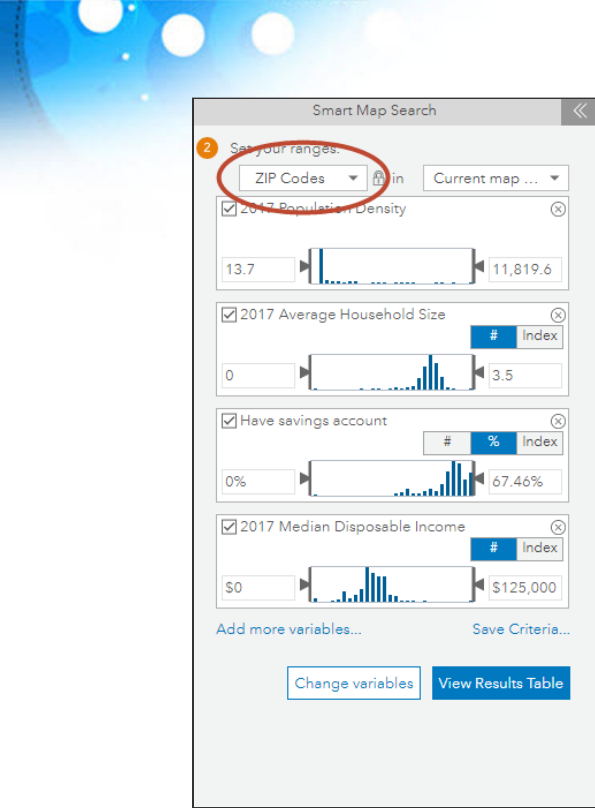 Smart Map Search
2 Set your ranges:
ZIP Codes in Current map ...
2017 Population Density
13.7 11,819.6
2017 Average Household Size
# Index
0 3.5
Have savings account
# % Index
0% 67.46%
2017 Median Disposable Income
# Index
$0 $125,000
Add more variables... Save Criteria...
Change variables View Results Table